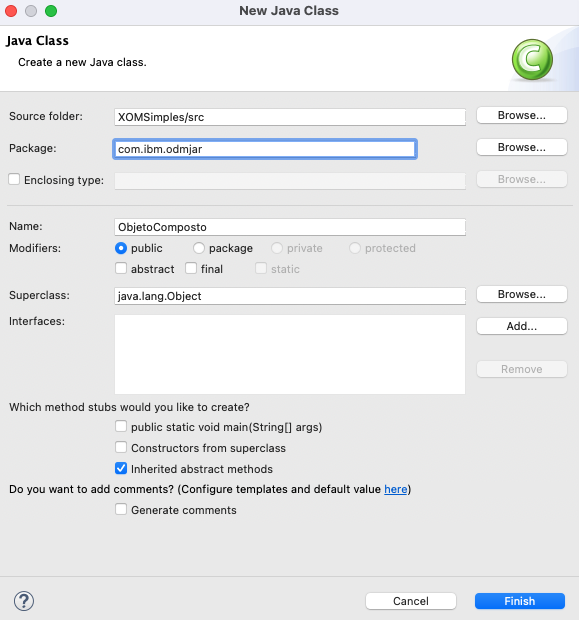 New Java Class
Java Class
Create a new Java class.
Source folder: XOMSimples/src Browse...
Package: com.ibm.odmjar Browse...
Enclosing type: Browse...
Name: ObjetoComposto
Modifiers: public package private protected
abstract final static
Superclass: java.lang.Object Browse...
Interfaces: Add...
Remove
Which method stubs would you like to create?
public static void main(String[] args)
Constructors from superclass
Inherited abstract methods
Do you want to add comments? (Configure templates and default value here)
Generate comments
? Cancel Finish